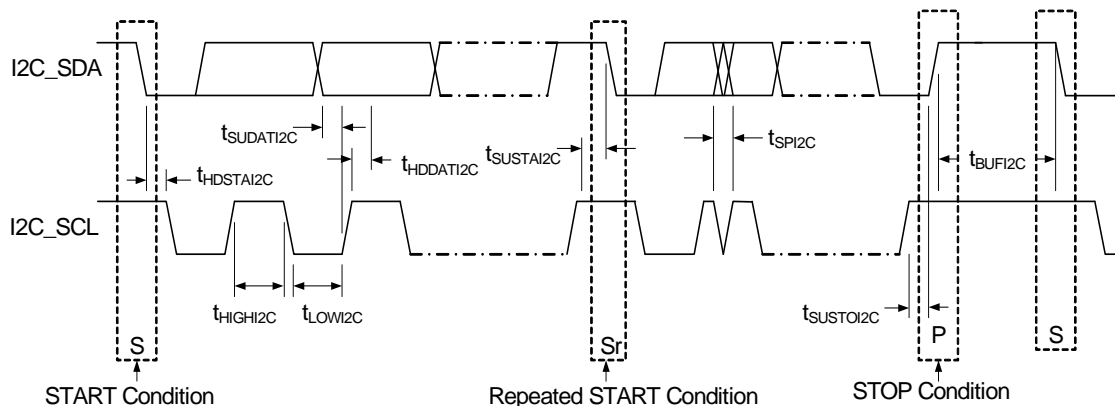 I2C_SDA
tSUDATI2C
tHDSTAI2C
tHDDATI2C
tSUSTAI2C
tSPI2C
tBUFI2C
I2C_SCL
tHIGHI2C
tLOWI2C
tSUSTOI2C
S
Sr
P
S
START Condition
Repeated START Condition
STOP Condition